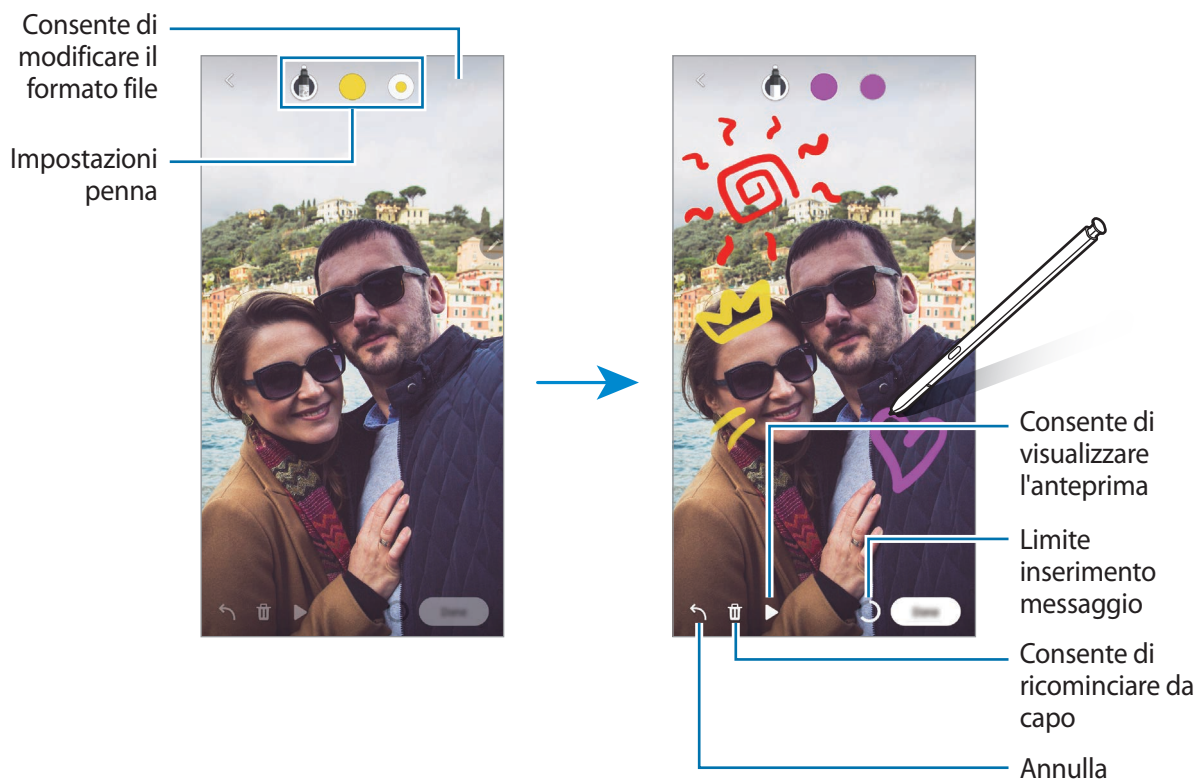 Consente di
modificare il
formato file
Impostazioni
penna
Consente di
visualizzare
l'anteprima
Limite
inserimento
messaggio
Consente di
ricominciare da
capo
Annulla